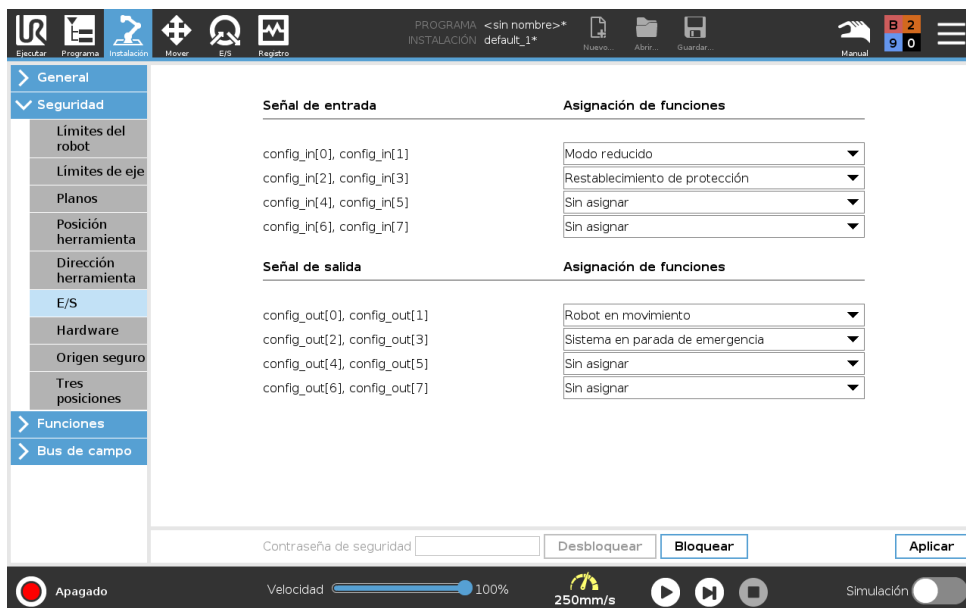 PROGRAMA <sin nombre>*
INSTALACIÓN default_1*
Ejecutar Programa Instalación Mover E/S Registro Nuevo... Abrir... Guardar... Manual
B 2
9 0
General
Seguridad
Límites del
robot
Límites de eje
Planos
Posición
herramienta
Dirección
herramienta
E/S
Hardware
Origen seguro
Tres
posiciones
Funciones
Bus de campo
Señal de entrada Asignación de funciones
config_in[0], config_in[1] Modo reducido
config_in[2], config_in[3] Restablecimiento de protección
config_in[4], config_in[5] Sin asignar
config_in[6], config_in[7] Sin asignar
Señal de salida Asignación de funciones
config_out[0], config_out[1] Robot en movimiento
config_out[2], config_out[3] Sistema en parada de emergencia
config_out[4], config_out[5] Sin asignar
config_out[6], config_out[7] Sin asignar
Contraseña de seguridad Desbloquear Bloquear Aplicar
Apagado Velocidad 100% 250mm/s Simulación